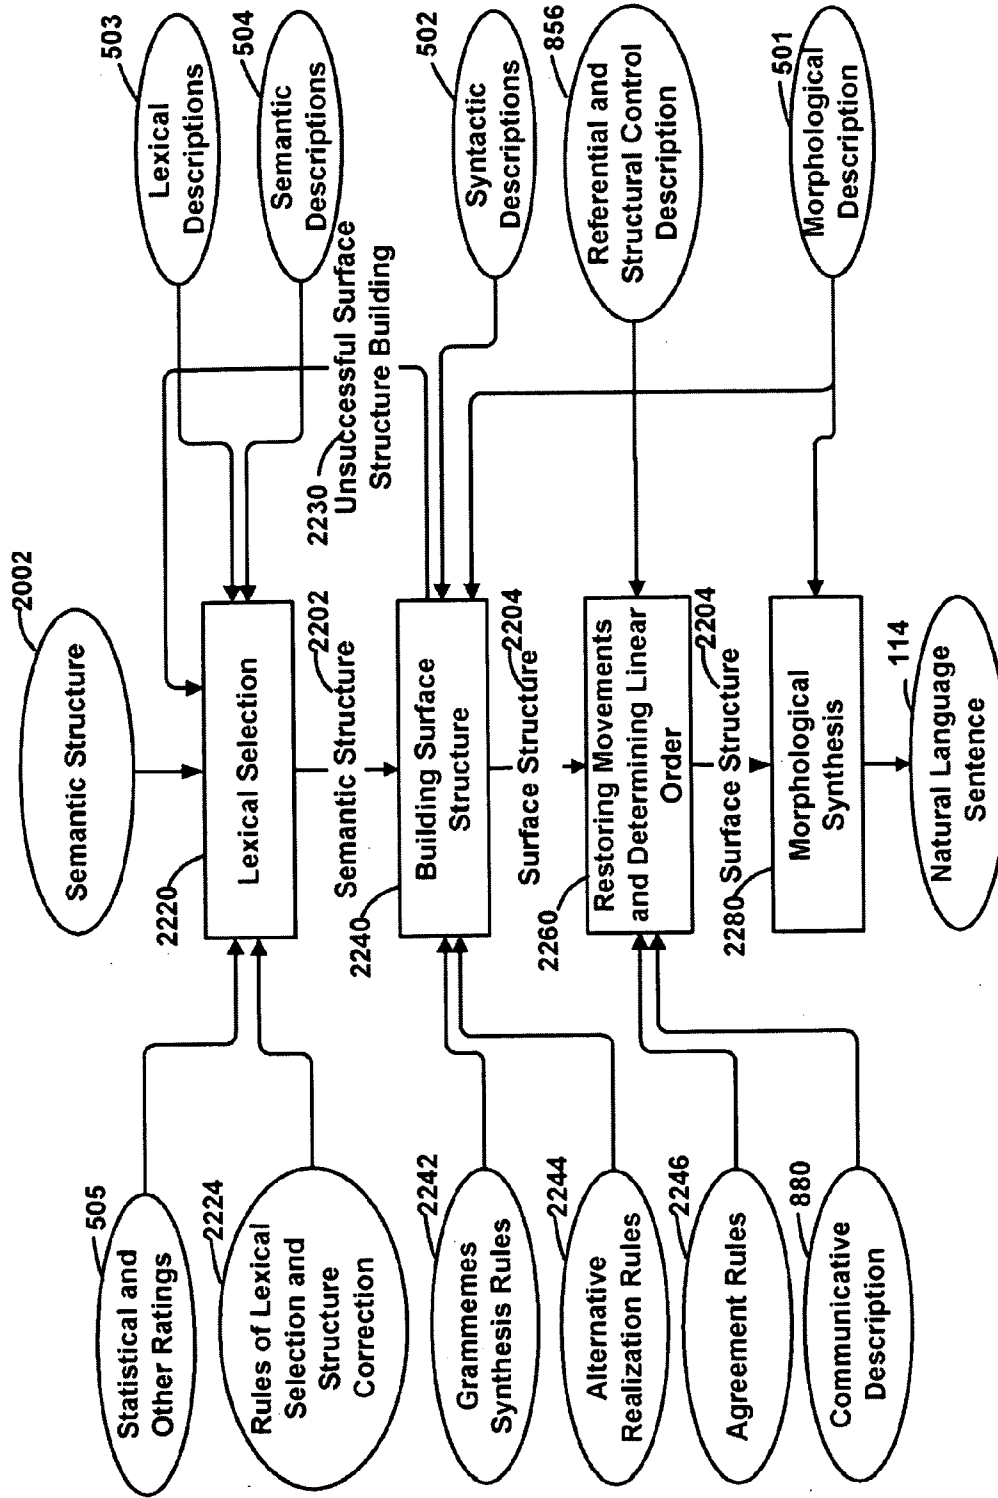 Semantic Structure
2002
503
Lexical
Descriptions
504
Semantic
Descriptions
505
Statistical and
Other Ratings
2224
Rules of Lexical
Selection and
Structure
Correction
2220
Lexical Selection
2230
Unsuccessful Surface
Structure Building
Semantic Structure
2202
502
Syntactic
Descriptions
2242
Grammemes
Synthesis Rules
2240
Building Surface
Structure
2244
Alternative
Realization Rules
Surface Structure
2204
856
Referential and
Structural Control
Description
2260
Restoring Movements
and Determining Linear
Order
2246
Agreement Rules
880
Communicative
Description
Surface Structure
2204
501
Morphological
Description
2280
Morphological
Synthesis
114
Natural Language
Sentence